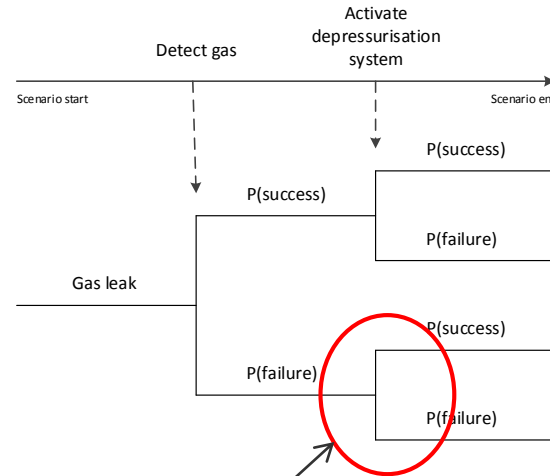 Activate
depressurisation
system
Detect gas
Scenario start
Scenario en
P(success)
P(success)
P(failure)
Gas leak
P(success)
P(failure)
P(failure)